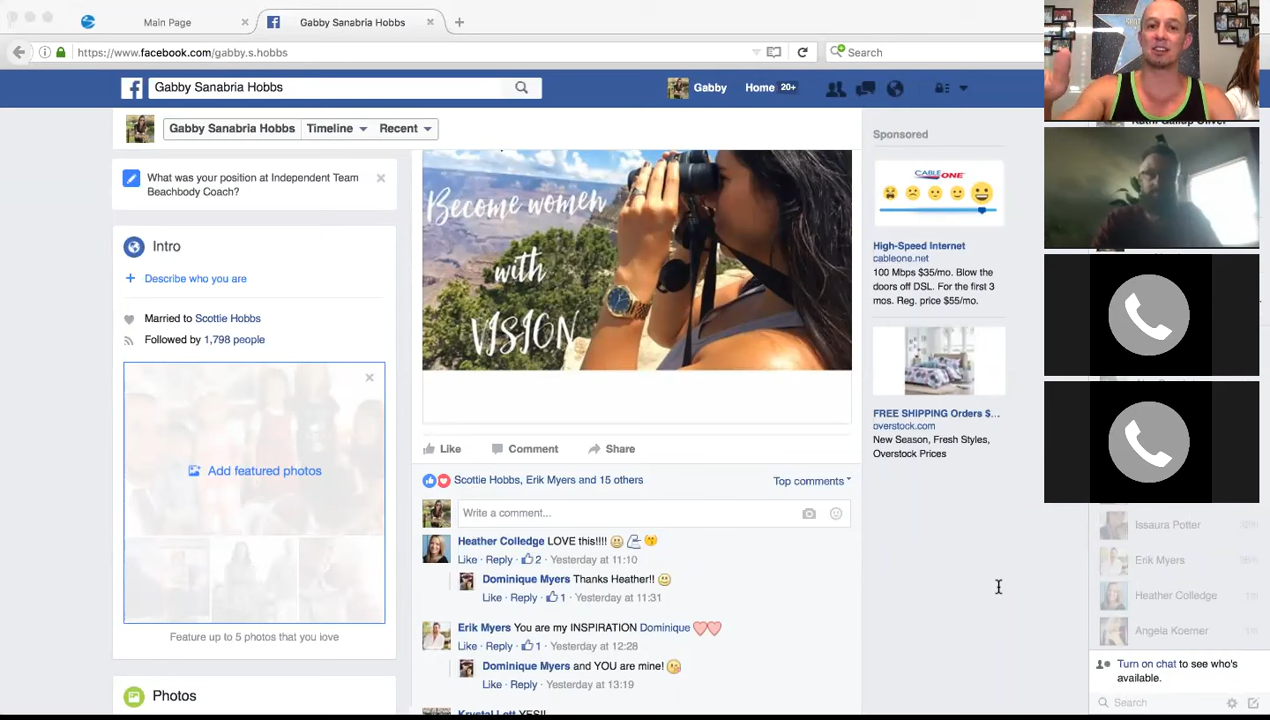 Main Page
Gabby Sanabria Hobbs
https://www.facebook.com/gabby.s.hobbs
Search
Gabby Sanabria Hobbs
Gabby
Home 20+
Gabby Sanabria Hobbs
Timeline
Recent
What was your position at Independent Team
Beachbody Coach?
Intro
Describe who you are
Married to Scottie Hobbs
Followed by 1,798 people
Add featured photos
Feature up to 5 photos that you love
Photos
Become women
with
VISION
Like
Comment
Share
Scottie Hobbs, Erik Myers and 15 others
Top comments
Write a comment...
Heather Colledge LOVE this!!!!
Like · Reply · 2 · Yesterday at 11:10
Dominique Myers Thanks Heather!!
Like · Reply · 1 · Yesterday at 11:31
Erik Myers You are my INSPIRATION Dominique
Like · Reply · 1 · Yesterday at 12:28
Dominique Myers and YOU are mine!
Like · Reply · Yesterday at 13:19
Krystal Lott YES!!
Sponsored
CABLEONE
High-Speed Internet
cableone.net
100 Mbps $35/mo. Blow the
doors off DSL. For the first 3
mos. Reg. price $55/mo.
FREE SHIPPING Orders $...
overstock.com
New Season, Fresh Styles,
Overstock Prices
Kathi Gallup Oliver
Issaura Potter
Erik Myers
Heather Colledge
Angela Koerner
Turn on chat to see who's
available.
Search